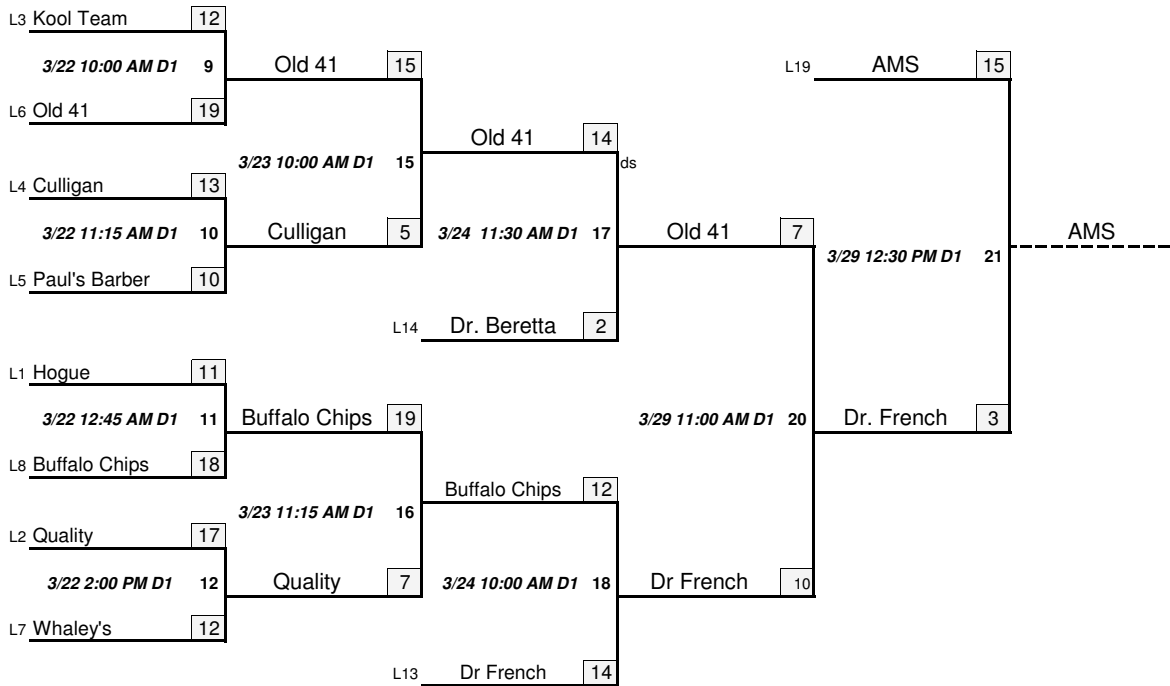 L3 Kool Team 12
3/22 10:00 AM D1 9 Old 41 15 L19 AMS 15
L6 Old 41 19
Old 41 14
3/23 10:00 AM D1 15 ds
L4 Culligan 13
3/22 11:15 AM D1 10 Culligan 5 3/24 11:30 AM D1 17 Old 41 7 AMS
3/29 12:30 PM D1 21
L5 Paul's Barber 10
L14 Dr. Beretta 2
L1 Hogue 11
3/22 12:45 AM D1 11 Buffalo Chips 19 3/29 11:00 AM D1 20 Dr. French 3
L8 Buffalo Chips 18
Buffalo Chips 12
3/23 11:15 AM D1 16
L2 Quality 17
3/22 2:00 PM D1 12 Quality 7 3/24 10:00 AM D1 18 Dr French 10
L7 Whaley's 12
L13 Dr French 14